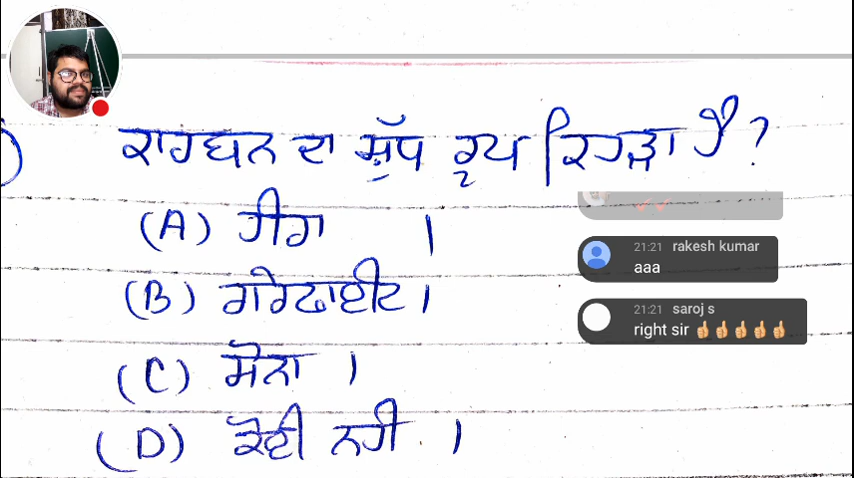 ਕਾਰਬਨ ਦਾ ਸ਼ੁੱਧ ਰੂਪ ਕਿਹੜਾ ਹੈ?
(A) ਹੀਰਾ ।
(B) ਗਰੇਫਾਈਟ ।
(C) ਸੋਨਾ ।
(D) ਕੋਈ ਨਹੀ ।
21:21 rakesh kumar
aaa
21:21 saroj s
right sir 👍👍👍👍👍